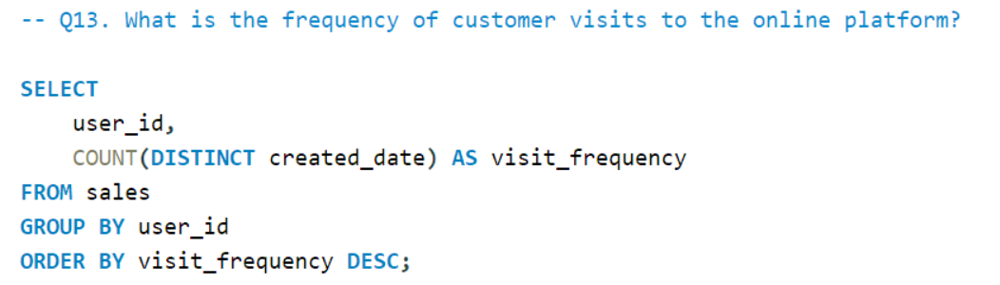 -- Q13. What is the frequency of customer visits to the online platform?
SELECT
    user_id,
    COUNT(DISTINCT created_date) AS visit_frequency
FROM sales
GROUP BY user_id
ORDER BY visit_frequency DESC;